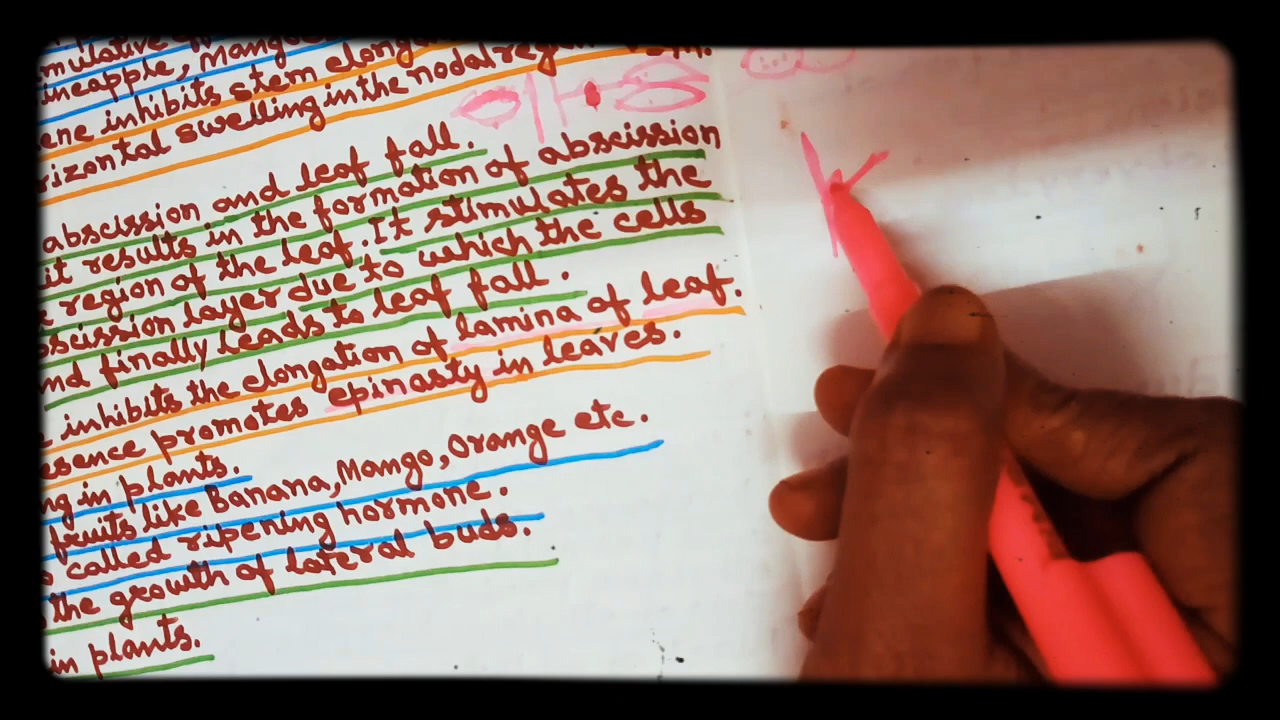 ineapple, Mango
ene inhibits stem elong
rizontal swelling in the nodal region
abscission and leaf fall.
it results in the formation of abscission
region of the leaf. It stimulates the
scission layer due to which the cells
nd finally leads to leaf fall.
inhibits the elongation of lamina of leaf.
esence promotes epinasty in leaves.
ng in plants.
fruits like Banana, Mango, Orange etc.
called ripening hormone.
the growth of lateral buds.
in plants.